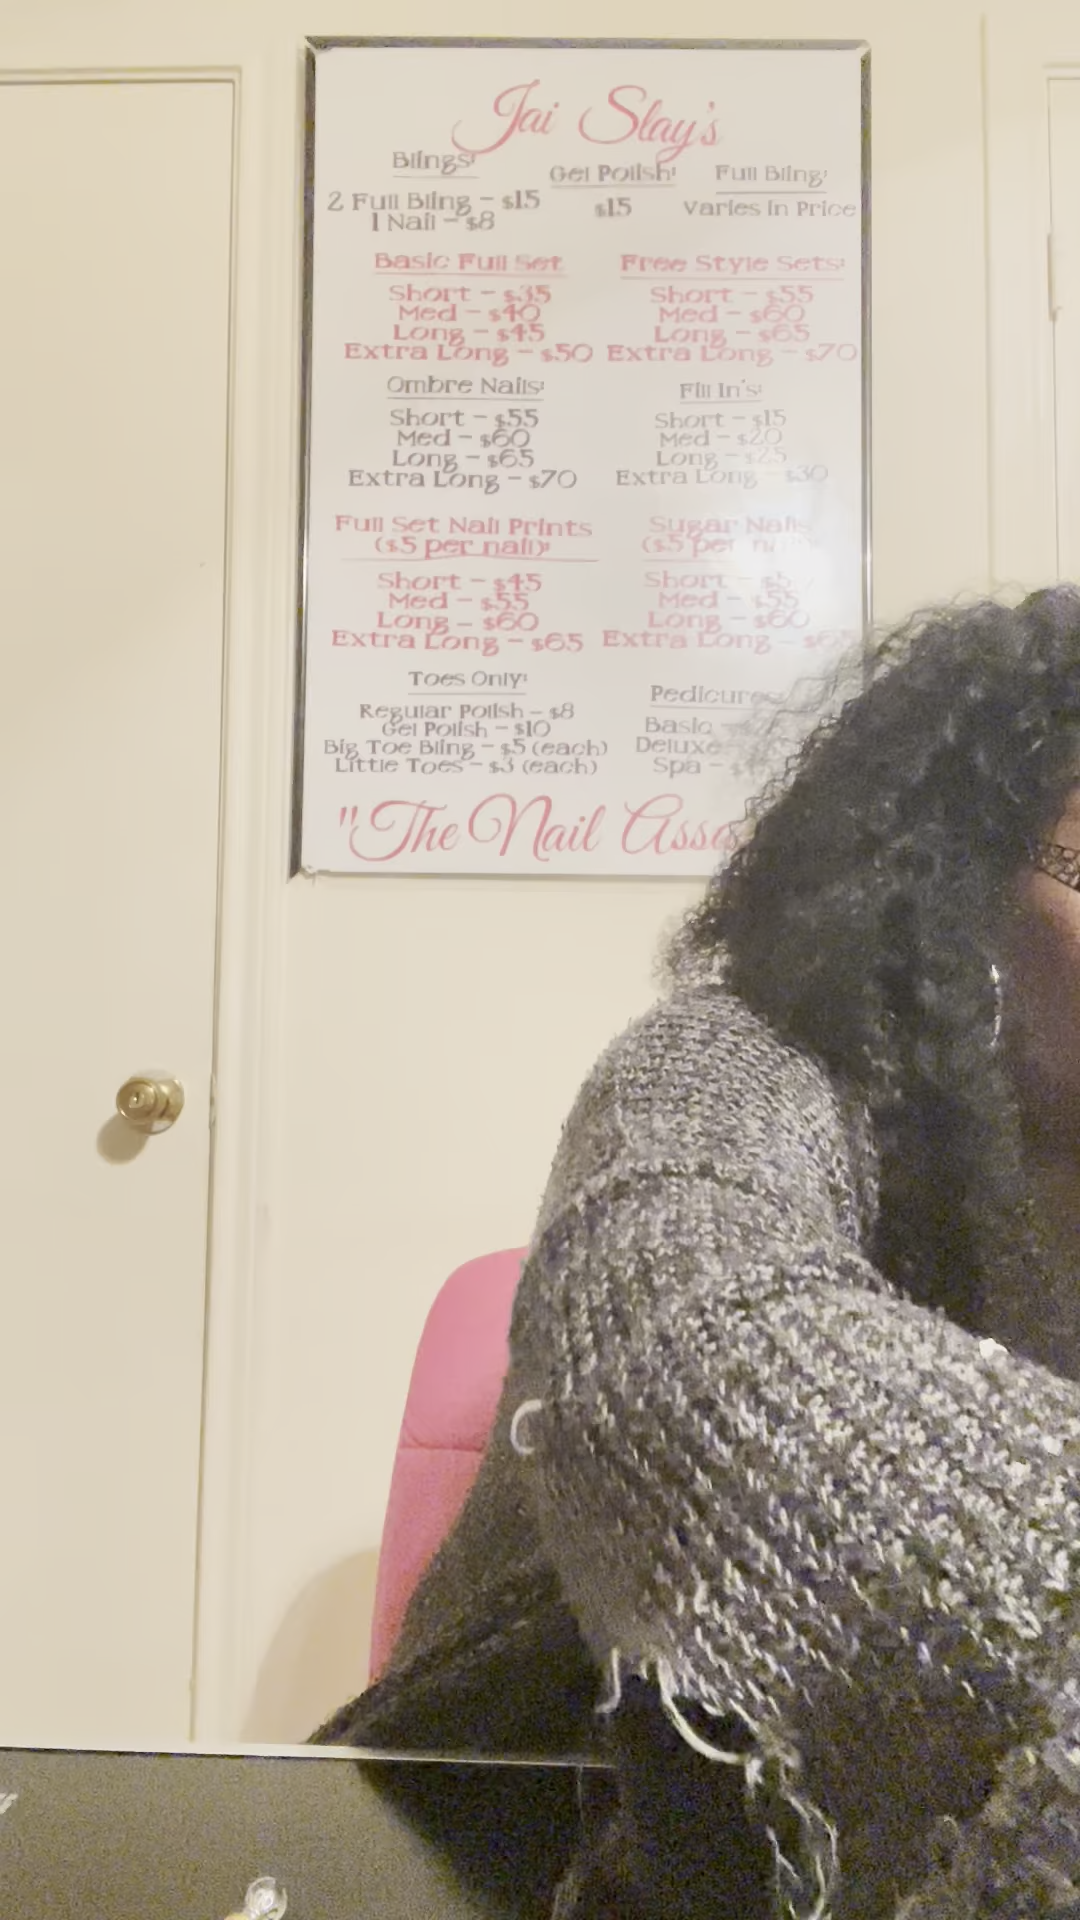 Jai Slay's
Blings:
2 Full Bling - $15
1 Nail - $8
Gel Polish:
$15
Full Bling:
Varies in Price
Basic Full Set
Short - $35
Med - $40
Long - $45
Extra Long - $50
Free Style Sets:
Short - $55
Med - $60
Long - $65
Extra Long - $70
Ombre Nails:
Short - $55
Med - $60
Long - $65
Extra Long - $70
Fill In's:
Short - $15
Med - $20
Long - $25
Extra Long - $30
Full Set Nail Prints
($5 per nail):
Short - $45
Med - $55
Long - $60
Extra Long - $65
Sugar Nails
($5 per
Short -
Med - $55
Long - $60
Extra Long -
Toes Only:
Regular Polish - $8
Gel Polish - $10
Big Toe Bling - $5 (each)
Little Toes - $3 (each)
Pedicures
Basic
Deluxe
Spa -
"The Nail